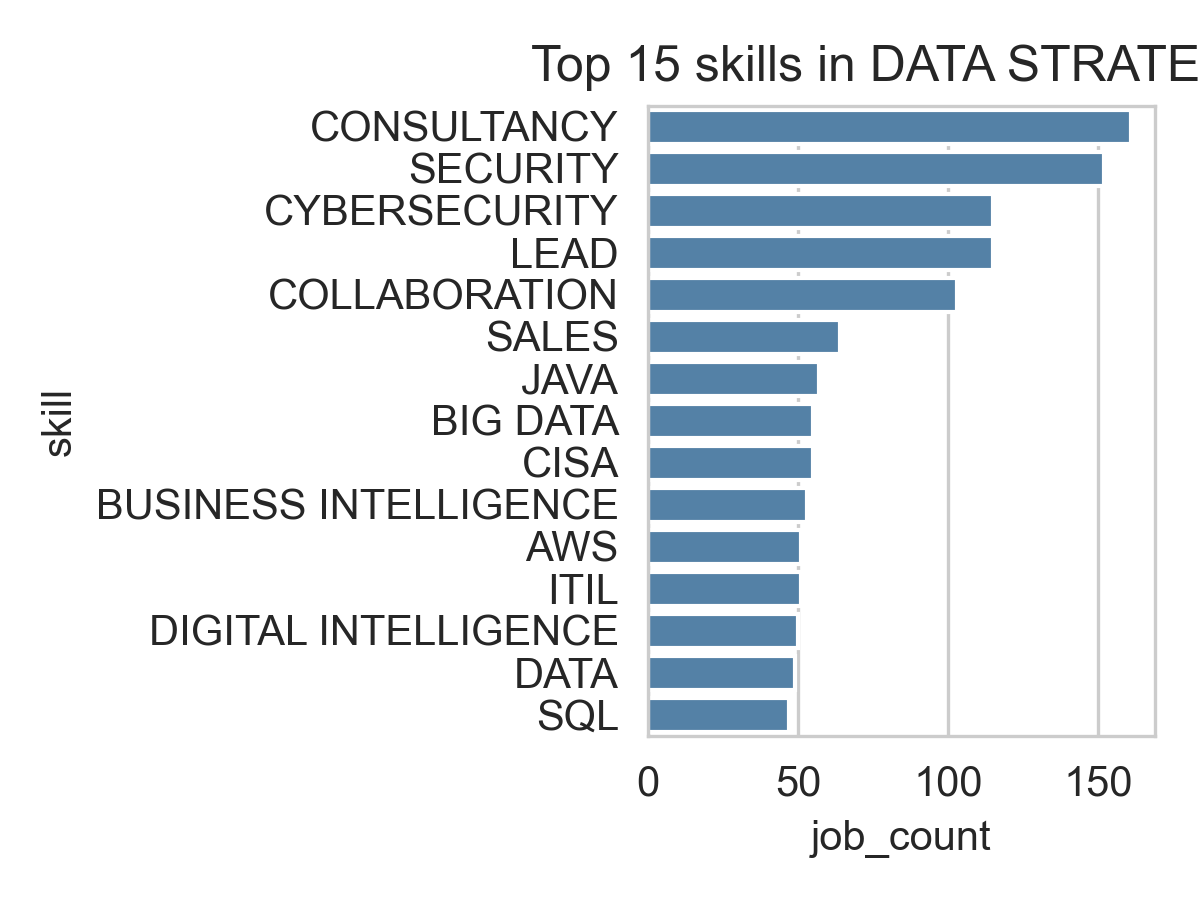 Top 15 skills in DATA STRATE
CONSULTANCY
SECURITY
CYBERSECURITY
LEAD
COLLABORATION
SALES
JAVA
BIG DATA
CISA
BUSINESS INTELLIGENCE
AWS
ITIL
DIGITAL INTELLIGENCE
DATA
SQL
skill
0 50 100 150
job_count